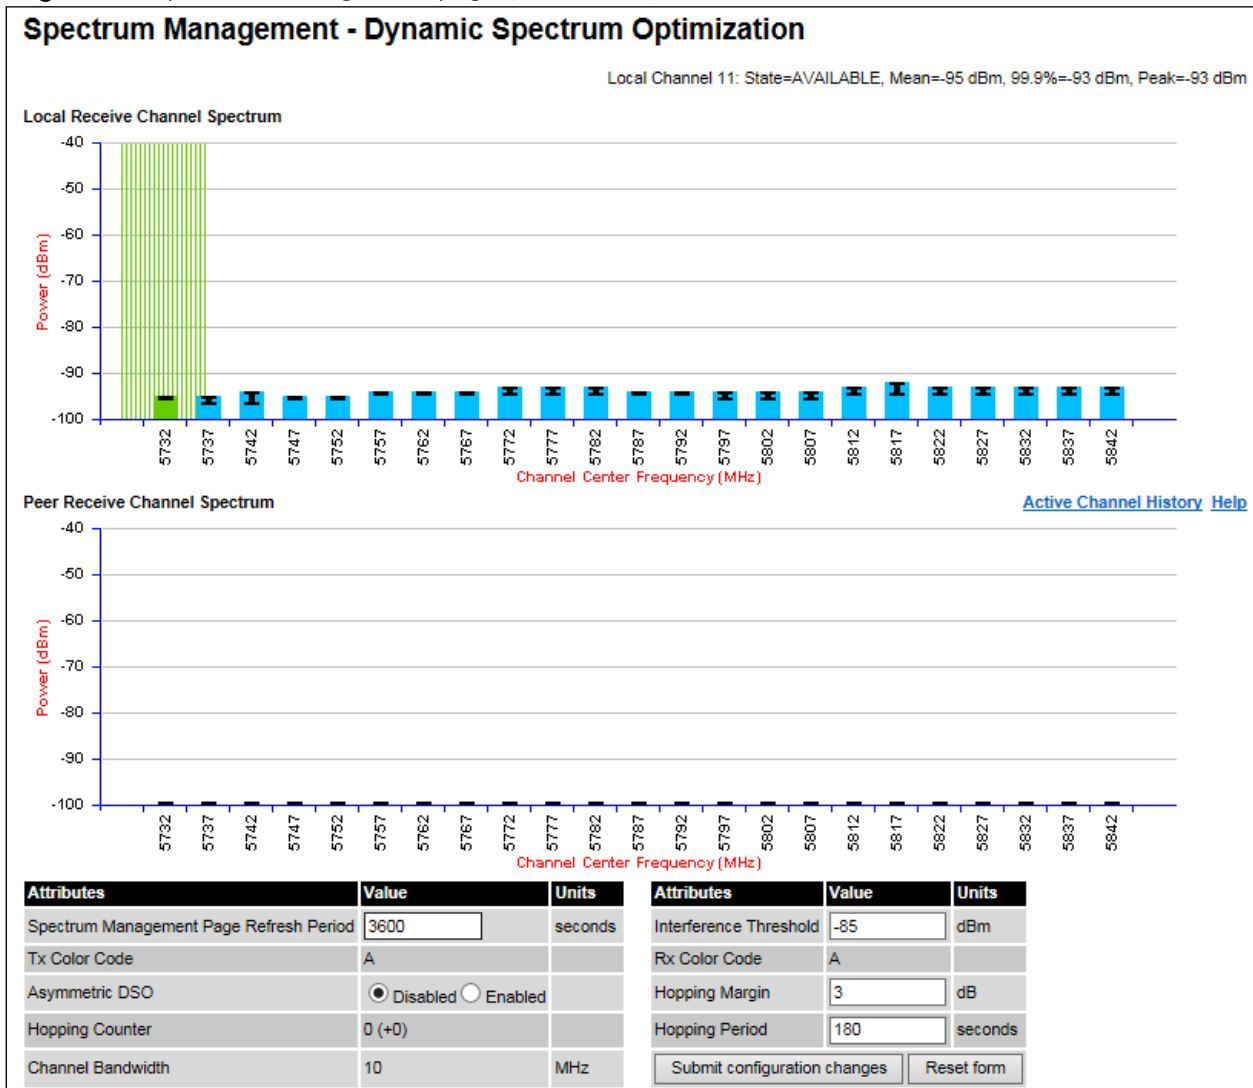 Spectrum Management - Dynamic Spectrum Optimization
Local Channel 11: State=AVAILABLE, Mean=-95 dBm, 99.9%=-93 dBm, Peak=-93 dBm
Local Receive Channel Spectrum
Power (dBm)
-40
-50
-60
-70
-80
-90
-100
5732 5737 5742 5747 5752 5757 5762 5767 5772 5777 5782 5787 5792 5797 5802 5807 5812 5817 5822 5827 5832 5837 5842
Channel Center Frequency (MHz)
Peer Receive Channel Spectrum
Active Channel History Help
Power (dBm)
-40
-50
-60
-70
-80
-90
-100
5732 5737 5742 5747 5752 5757 5762 5767 5772 5777 5782 5787 5792 5797 5802 5807 5812 5817 5822 5827 5832 5837 5842
Channel Center Frequency (MHz)
Attributes Value Units
Spectrum Management Page Refresh Period 3600 seconds
Tx Color Code A
Asymmetric DSO Disabled Enabled
Hopping Counter 0 (+0)
Channel Bandwidth 10 MHz
Attributes Value Units
Interference Threshold -85 dBm
Rx Color Code A
Hopping Margin 3 dB
Hopping Period 180 seconds
Submit configuration changes Reset form